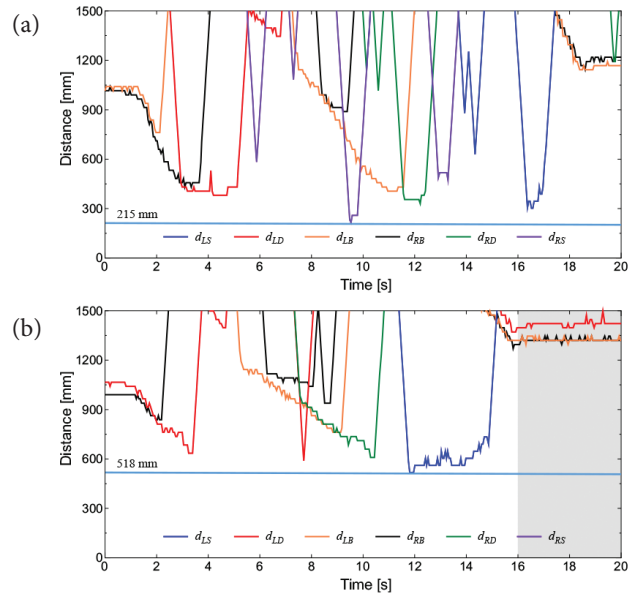 (a)
1500
1200
900
600
300
0
Distance [mm]
215 mm
d_LS d_LD d_LB d_RB d_RD d_RS
0 2 4 6 8 10 12 14 16 18 20
Time [s]
(b)
1500
1200
900
600
300
0
Distance [mm]
518 mm
d_LS d_LD d_LB d_RB d_RD d_RS
0 2 4 6 8 10 12 14 16 18 20
Time [s]